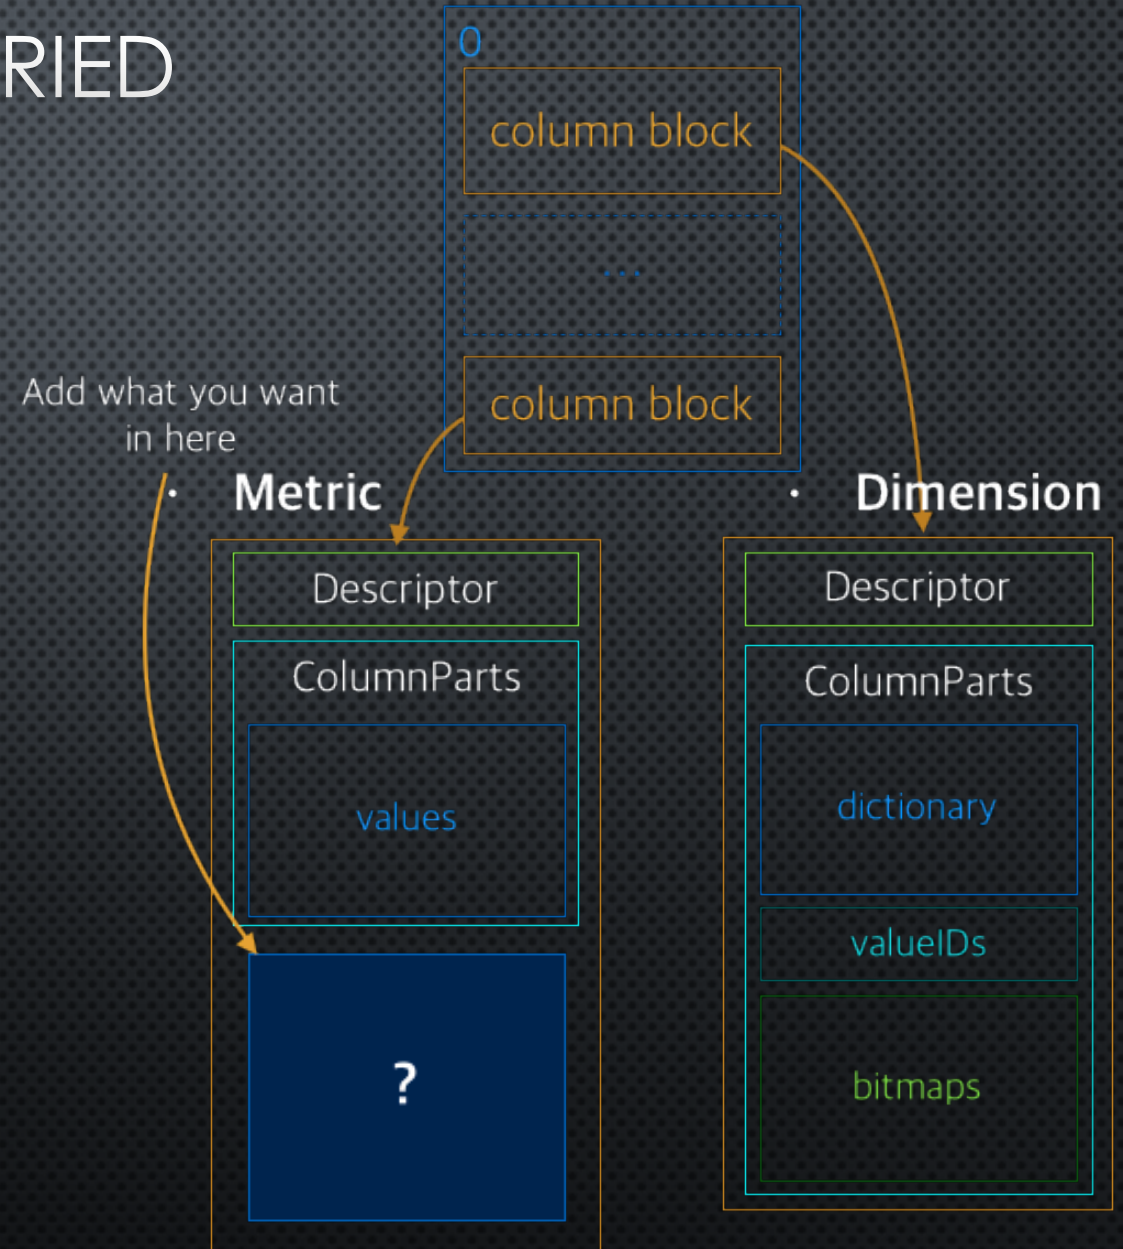 RIED
0
column block
...
column block
Add what you want
in here
• Metric
Descriptor
ColumnParts
values
?
• Dimension
Descriptor
ColumnParts
dictionary
valueIDs
bitmaps